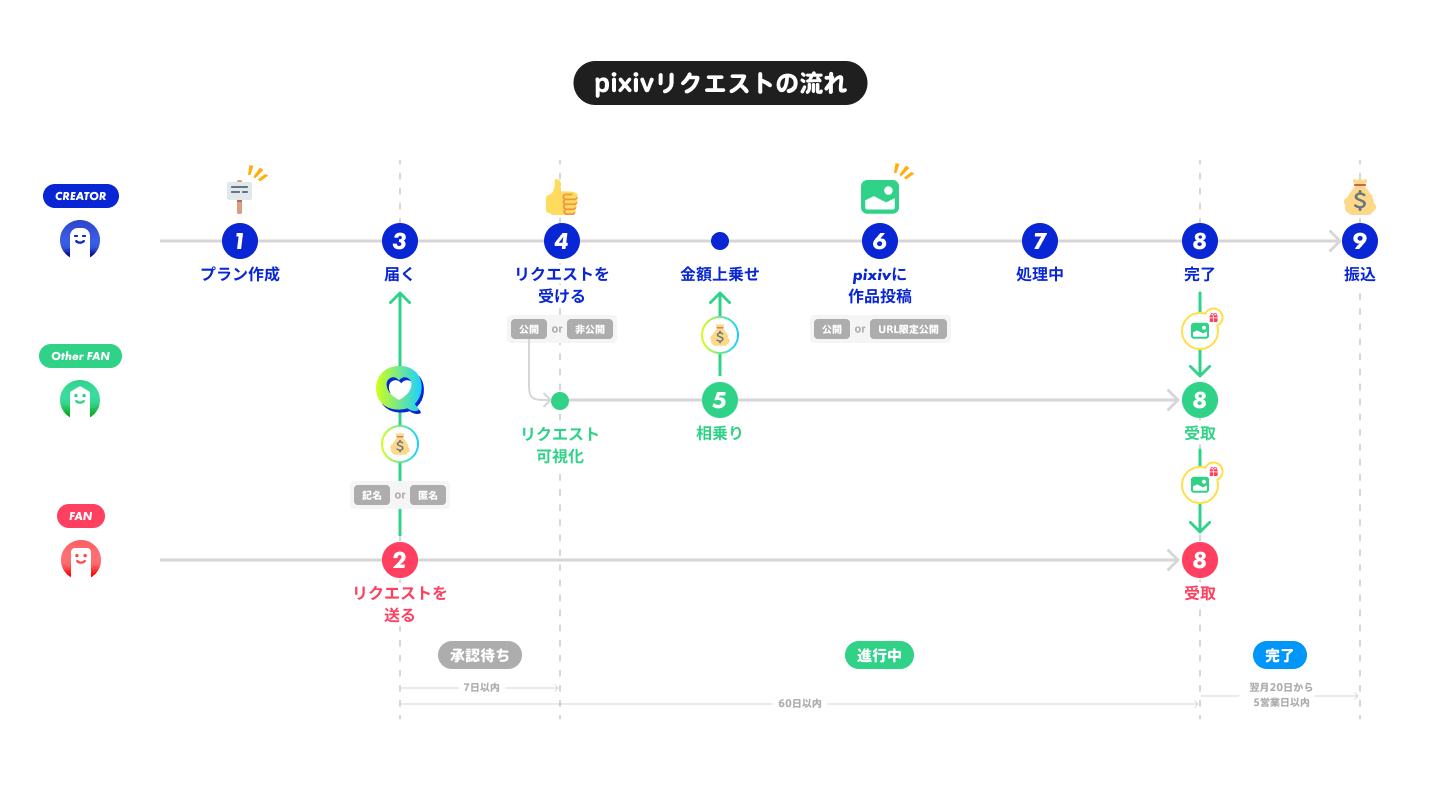 pixivリクエストの流れ
CREATOR
1
プラン作成
3
届く
4
リクエストを
受ける
公開 or 非公開
金額上乗せ
$
6
pixivに
作品投稿
公開 or URL限定公開
7
処理中
8
完了
$
9
振込
Other FAN
リクエスト
可視化
5
相乗り
8
受取
$
記名 or 匿名
FAN
2
リクエストを
送る
8
受取
承認待ち
進行中
完了
7日以内
60日以内
翌月20日から
5営業日以内